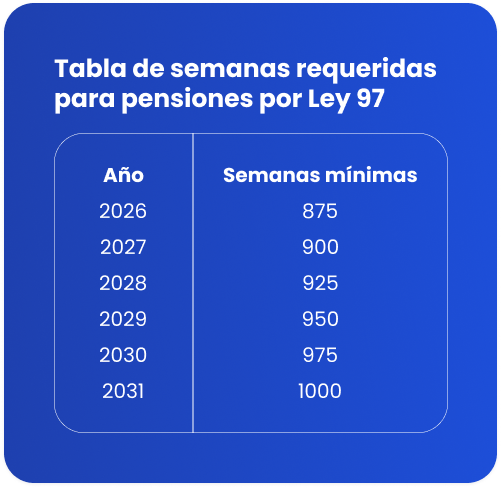 Tabla de semanas requeridas
para pensiones por Ley 97
Año Semanas mínimas
2026 875
2027 900
2028 925
2029 950
2030 975
2031 1000